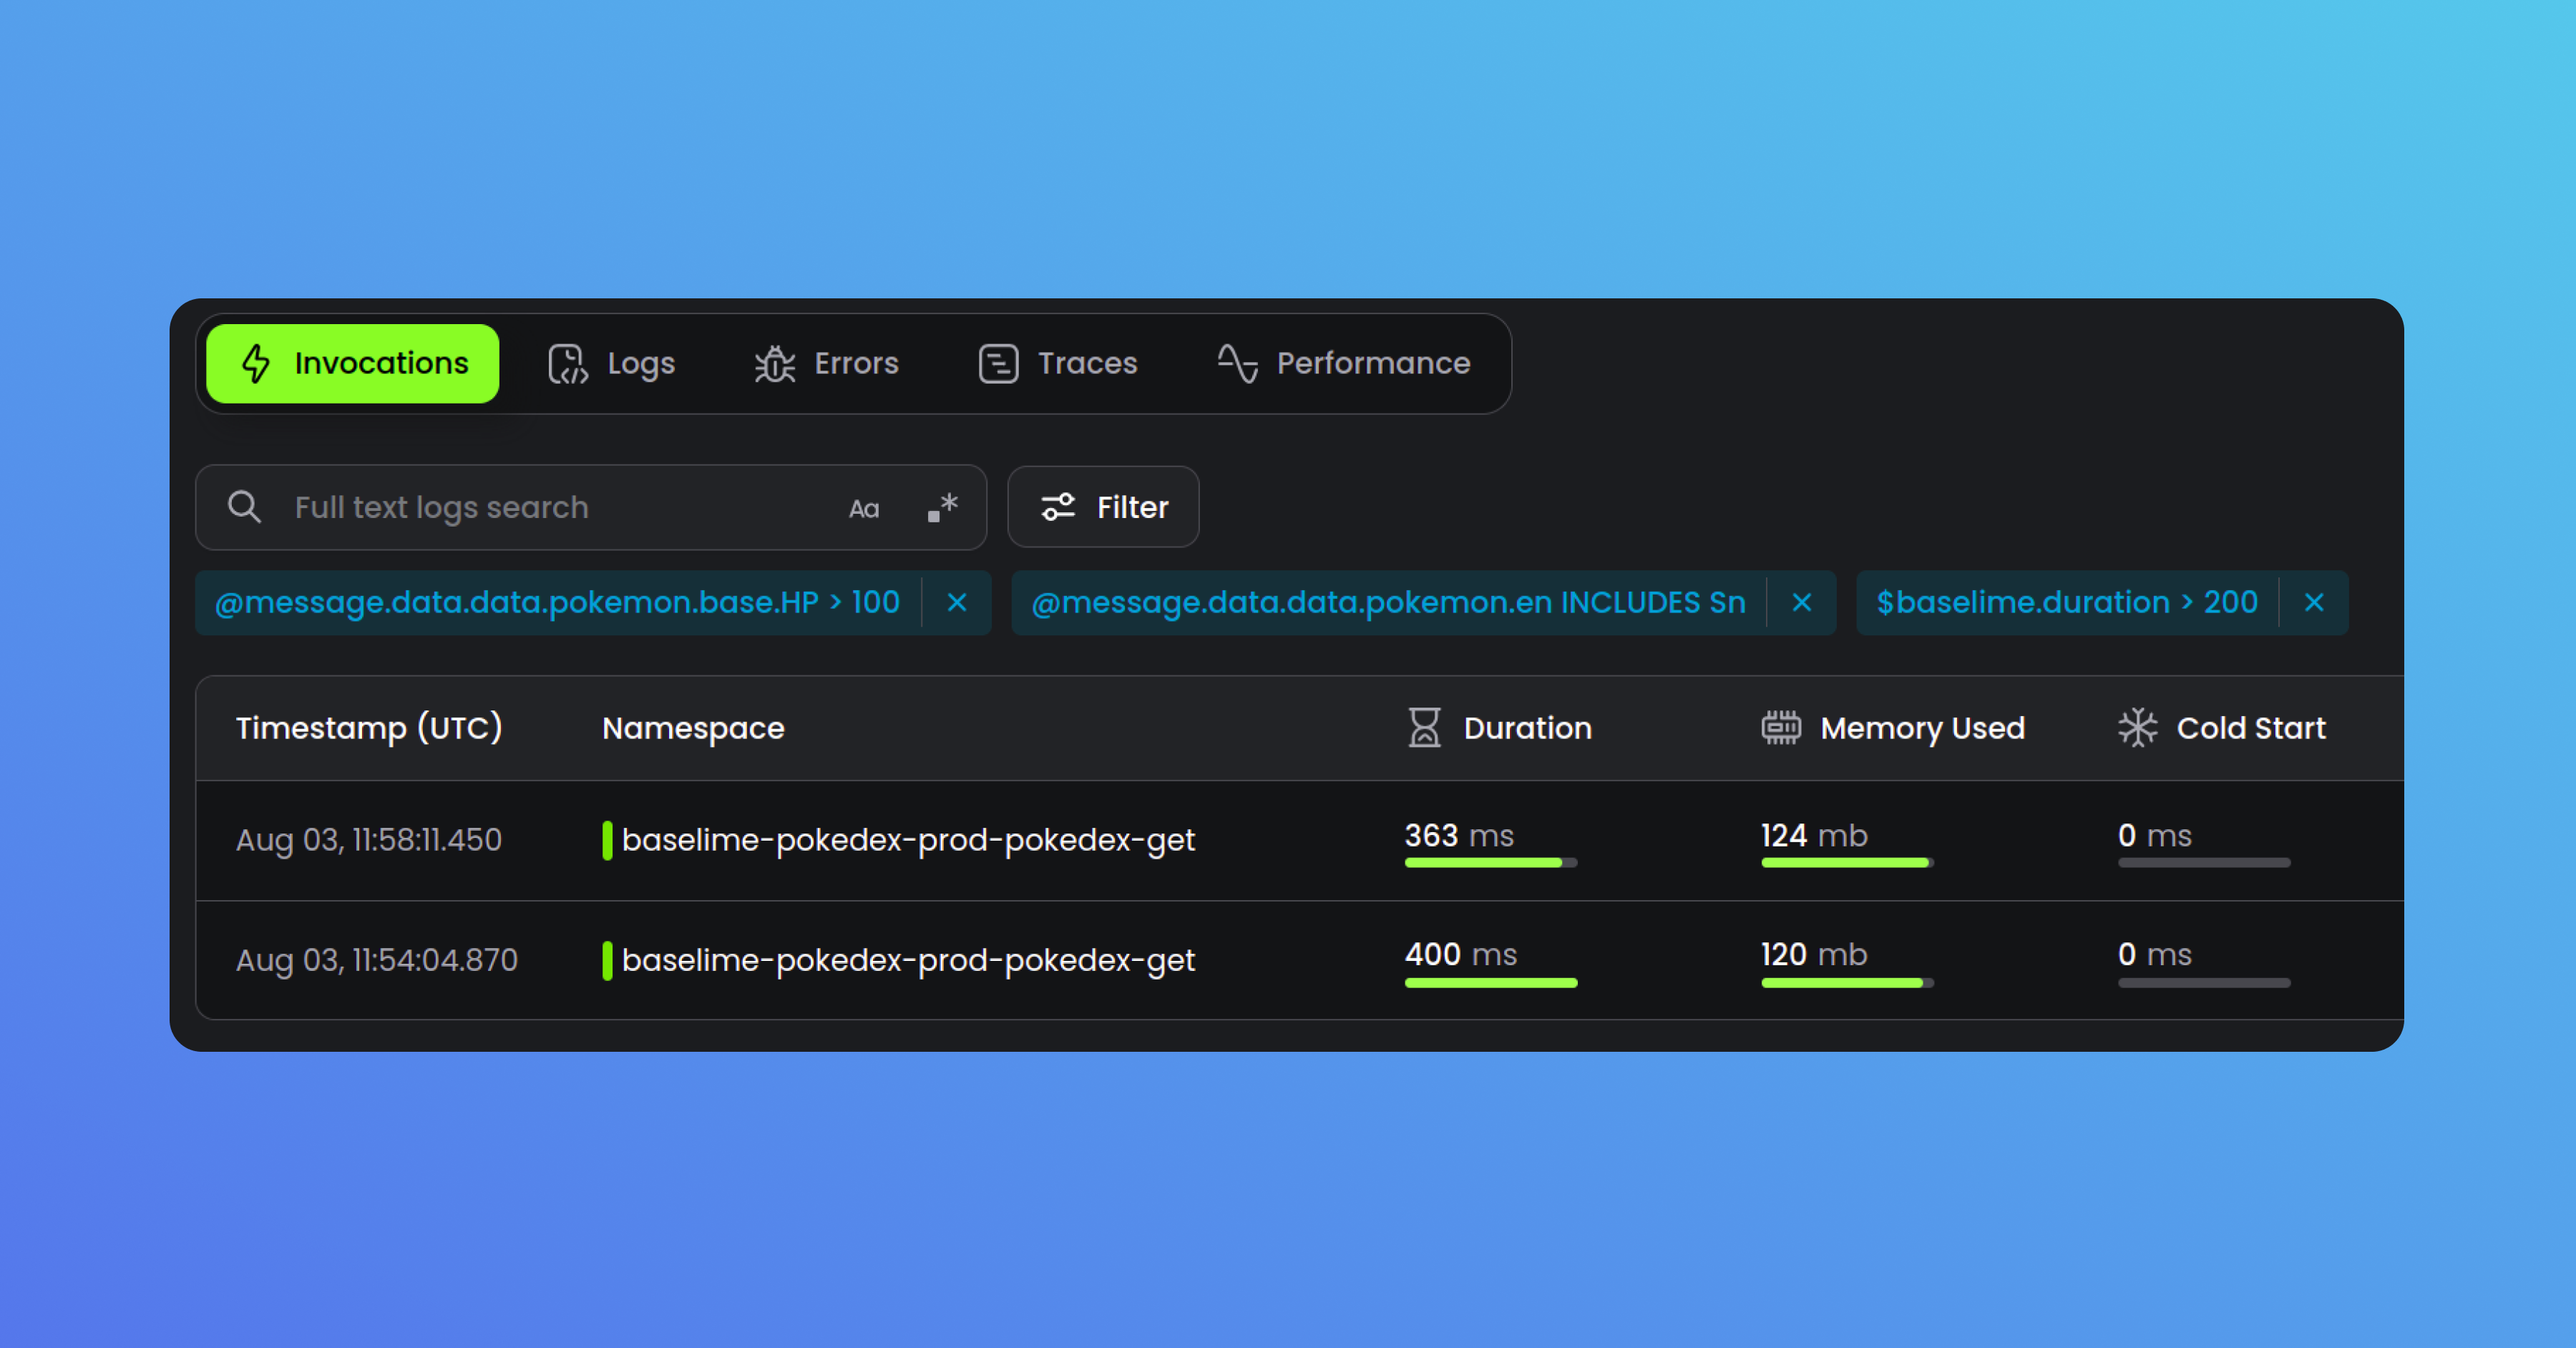 Invocations Logs Errors Traces Performance
Full text logs search Aa .* Filter
@message.data.data.pokemon.base.HP > 100 × @message.data.data.pokemon.en INCLUDES Sn × $baselime.duration > 200 ×
Timestamp (UTC) Namespace Duration Memory Used Cold Start
Aug 03, 11:58:11.450 baselime-pokedex-prod-pokedex-get 363 ms 124 mb 0 ms
Aug 03, 11:54:04.870 baselime-pokedex-prod-pokedex-get 400 ms 120 mb 0 ms